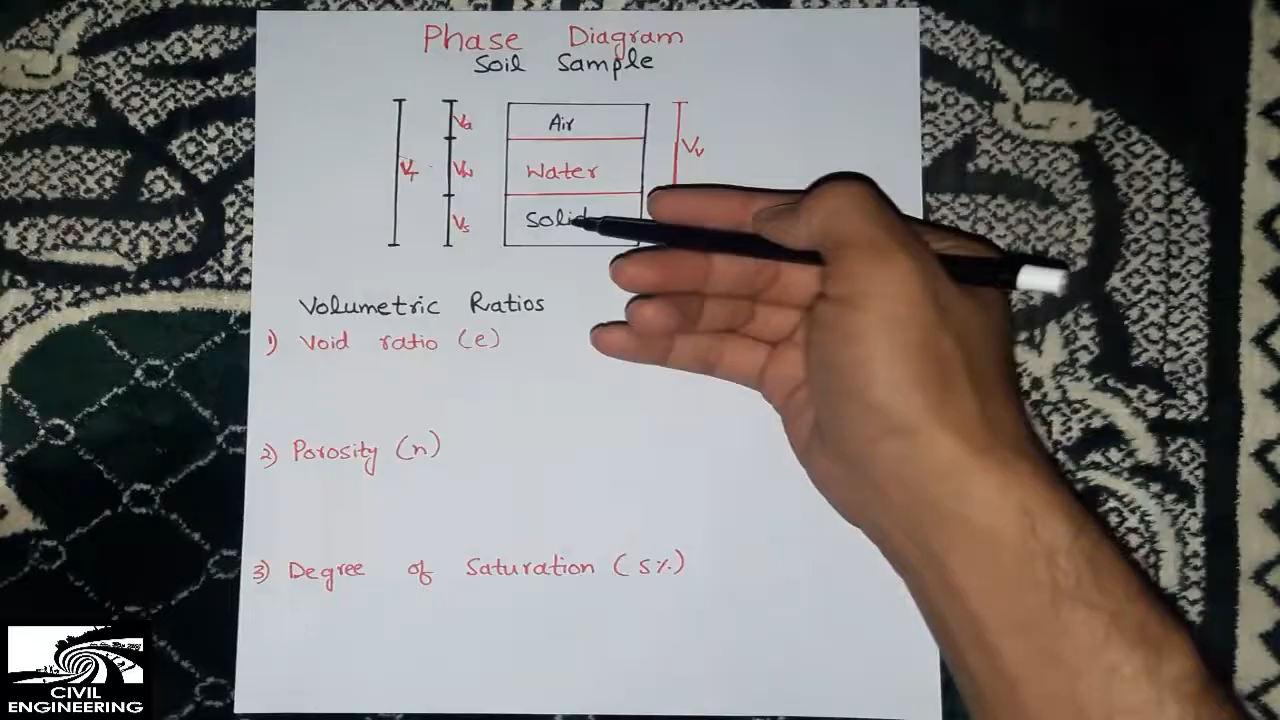 Phase Diagram
Soil Sample
Va
Air
Vv
VT
Vw
Water
Vs
Solid
Volumetric Ratios
1) Void ratio (e)
2) Porosity (n)
3) Degree of Saturation (S%)
CIVIL
ENGINEERING